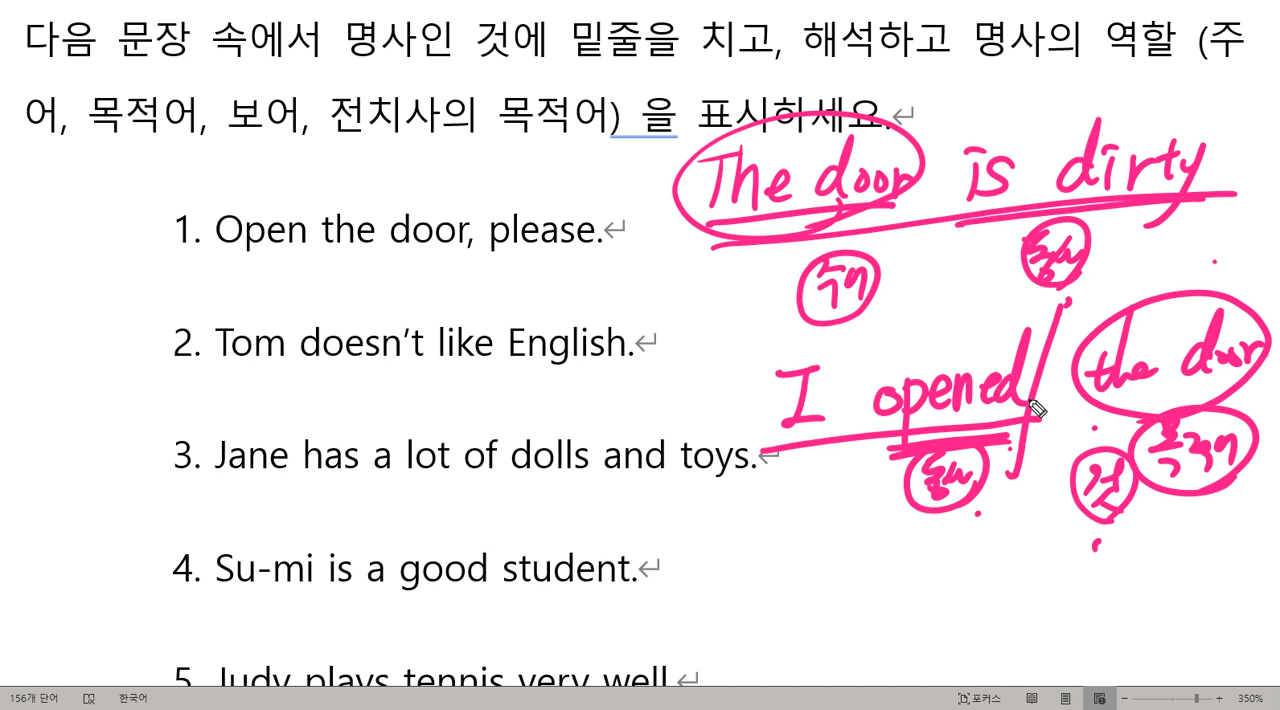 다음 문장 속에서 명사인 것에 밑줄을 치고, 해석하고 명사의 역할 (주
어, 목적어, 보어, 전치사의 목적어) 을 표시하세요.
The door is dirty
1. Open the door, please.
주어 동사
2. Tom doesn't like English.
I opened the door
3. Jane has a lot of dolls and toys.
동사 것 목적어
4. Su-mi is a good student.
5. Judy plays tennis very well.
156개 단어 한국어 포커스 350%